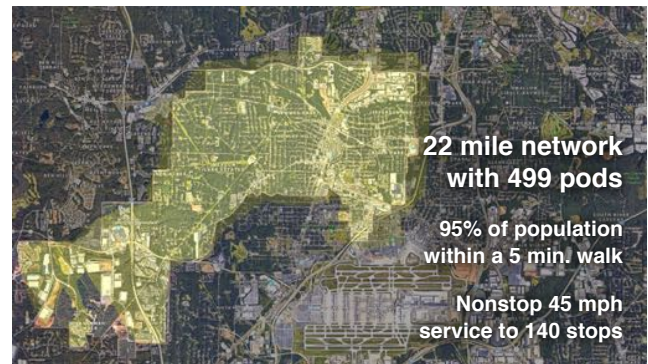 22 mile network
with 499 pods
95% of population
within a 5 min. walk
Nonstop 45 mph
service to 140 stops